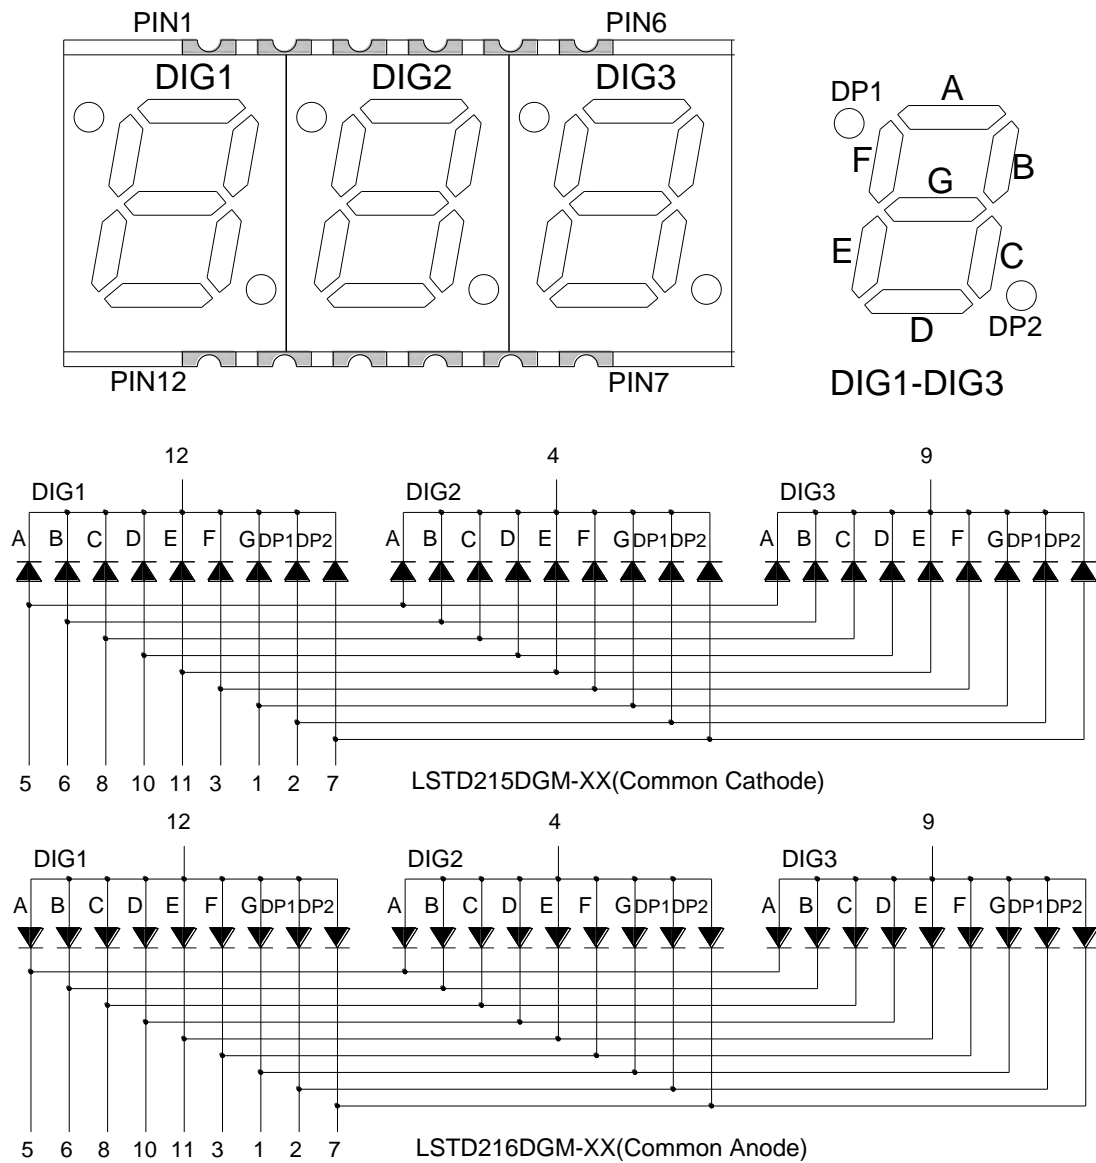 PIN1 PIN6
DIG1 DIG2 DIG3
PIN12 PIN7
DP1 A
F B
G
E C
D DP2
DIG1-DIG3
12 4 9
DIG1 DIG2 DIG3
A B C D E F G DP1 DP2 A B C D E F G DP1 DP2 A B C D E F G DP1 DP2
5 6 8 10 11 3 1 2 7 LSTD215DGM-XX(Common Cathode)
12 4 9
DIG1 DIG2 DIG3
A B C D E F G DP1 DP2 A B C D E F G DP1 DP2 A B C D E F G DP1 DP2
5 6 8 10 11 3 1 2 7 LSTD216DGM-XX(Common Anode)